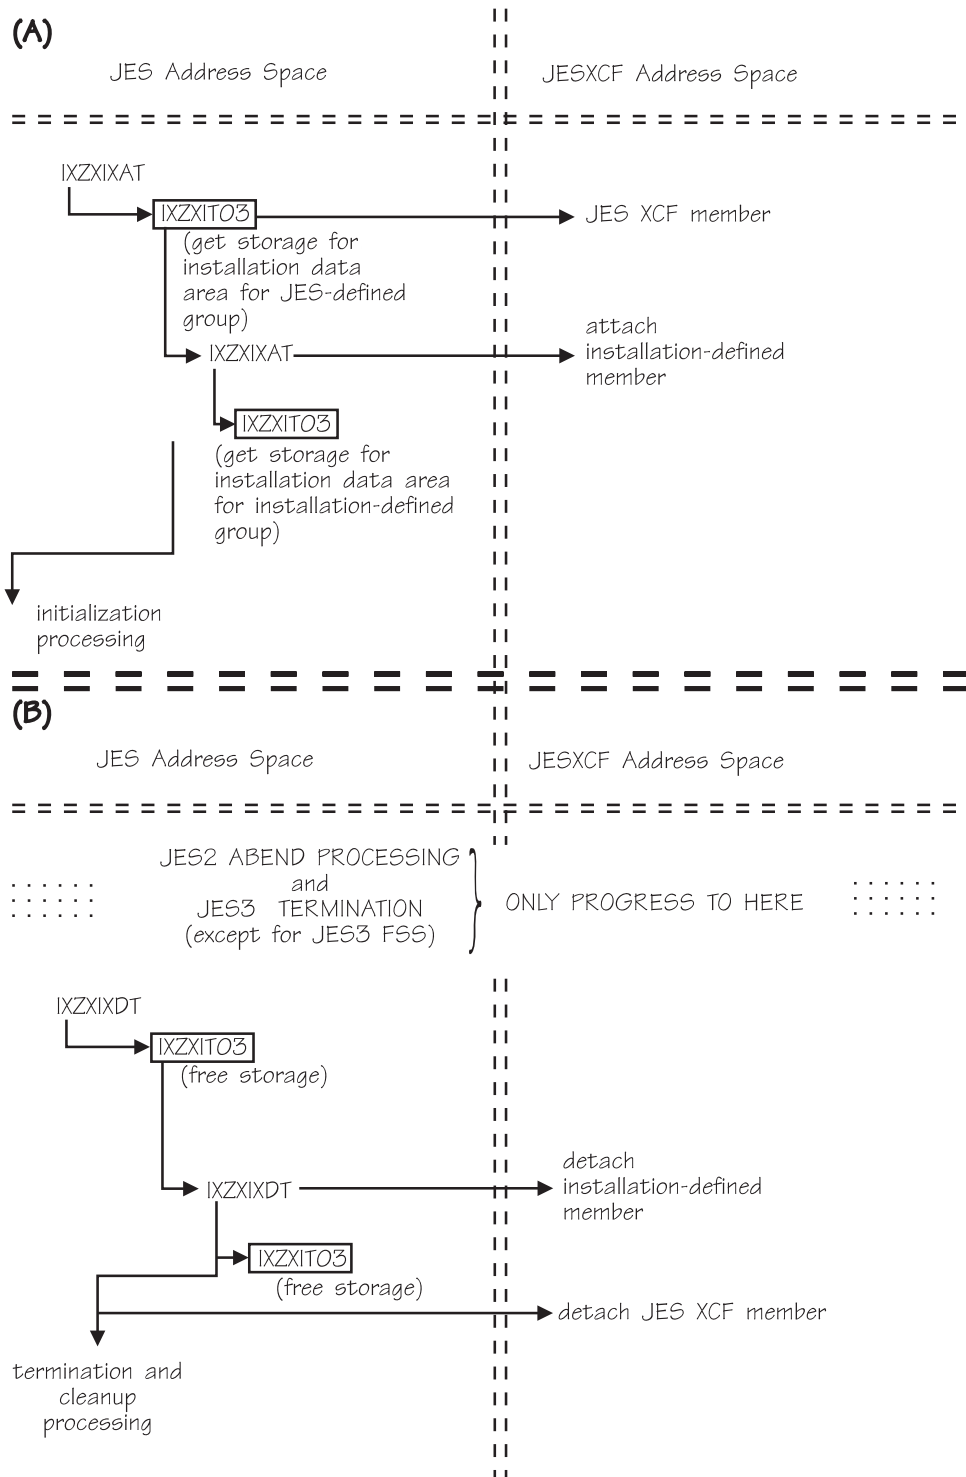 (A)
JES Address Space
JESXCF Address Space
IXZXIXAT
IXZXIT03
JES XCF member
(get storage for
installation data
area for JES-defined
group)
IXZXIXAT
attach
installation-defined
member
IXZXIT03
(get storage for
installation data area
for installation-defined
group)
initialization
processing
(B)
JES Address Space
JESXCF Address Space
JES2 ABEND PROCESSING
and
JES3 TERMINATION
(except for JES3 FSS)
ONLY PROGRESS TO HERE
IXZXIXDT
IXZXIT03
(free storage)
IXZXIXDT
detach
installation-defined
member
IXZXIT03
(free storage)
detach JES XCF member
termination and
cleanup
processing